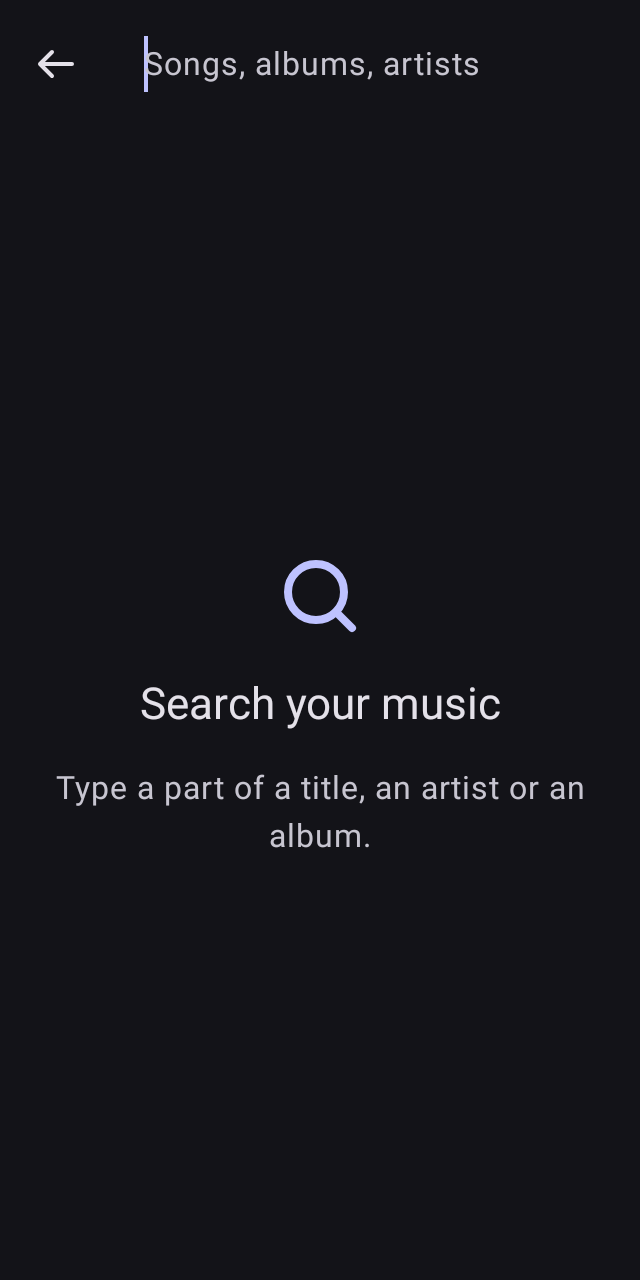 Songs, albums, artists
Search your music
Type a part of a title, an artist or an
album.